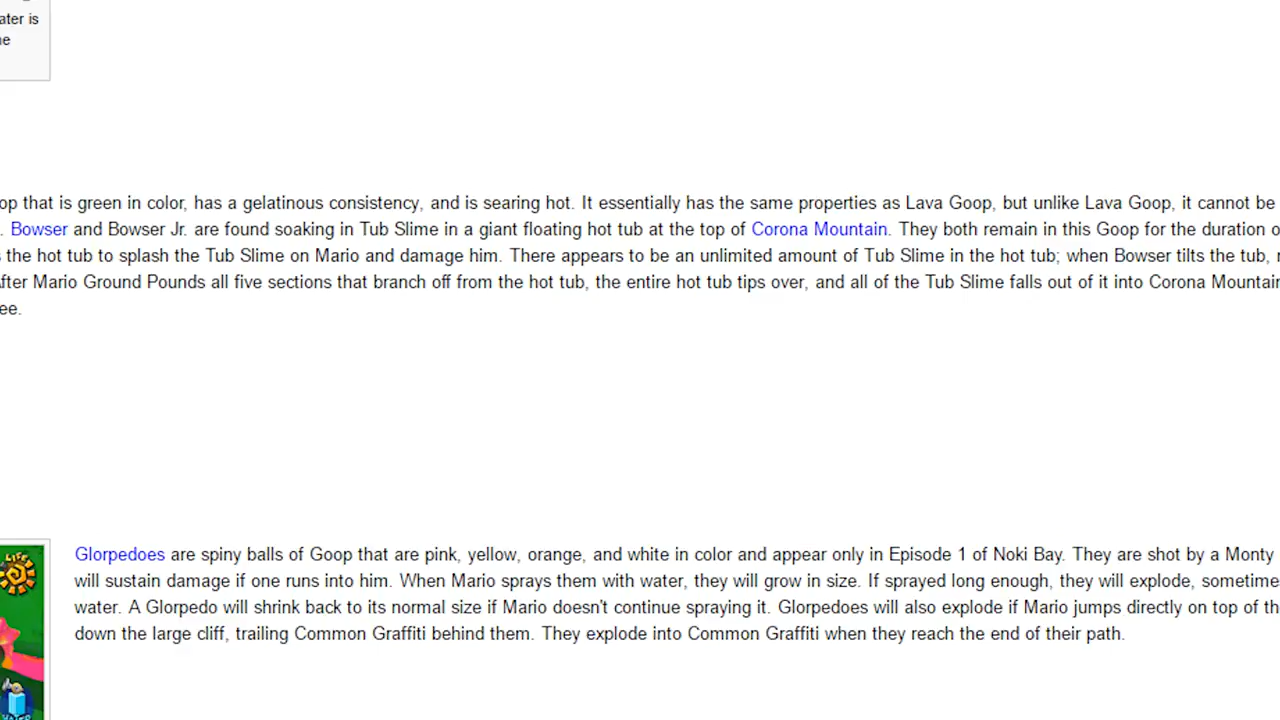 ater is
op that is green in color, has a gelatinous consistency, and is searing hot. It essentially has the same properties as Lava Goop, but unlike Lava Goop, it cannot be
. Bowser and Bowser Jr. are found soaking in Tub Slime in a giant floating hot tub at the top of Corona Mountain. They both remain in this Goop for the duration o
the hot tub to splash the Tub Slime on Mario and damage him. There appears to be an unlimited amount of Tub Slime in the hot tub; when Bowser tilts the tub,
fter Mario Ground Pounds all five sections that branch off from the hot tub, the entire hot tub tips over, and all of the Tub Slime falls out of it into Corona Mountain
ee.
Glorpedoes are spiny balls of Goop that are pink, yellow, orange, and white in color and appear only in Episode 1 of Noki Bay. They are shot by a Monty
will sustain damage if one runs into him. When Mario sprays them with water, they will grow in size. If sprayed long enough, they will explode, sometime
water. A Glorpedo will shrink back to its normal size if Mario doesn't continue spraying it. Glorpedoes will also explode if Mario jumps directly on top of th
down the large cliff, trailing Common Graffiti behind them. They explode into Common Graffiti when they reach the end of their path.
LIFE